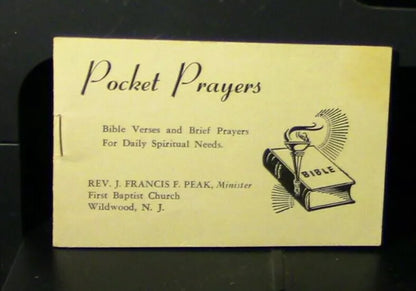 Pocket Prayers
Bible Verses and Brief Prayers
For Daily Spiritual Needs.
REV. J. FRANCIS F. PEAK, Minister
First Baptist Church
Wildwood, N. J.
BIBLE